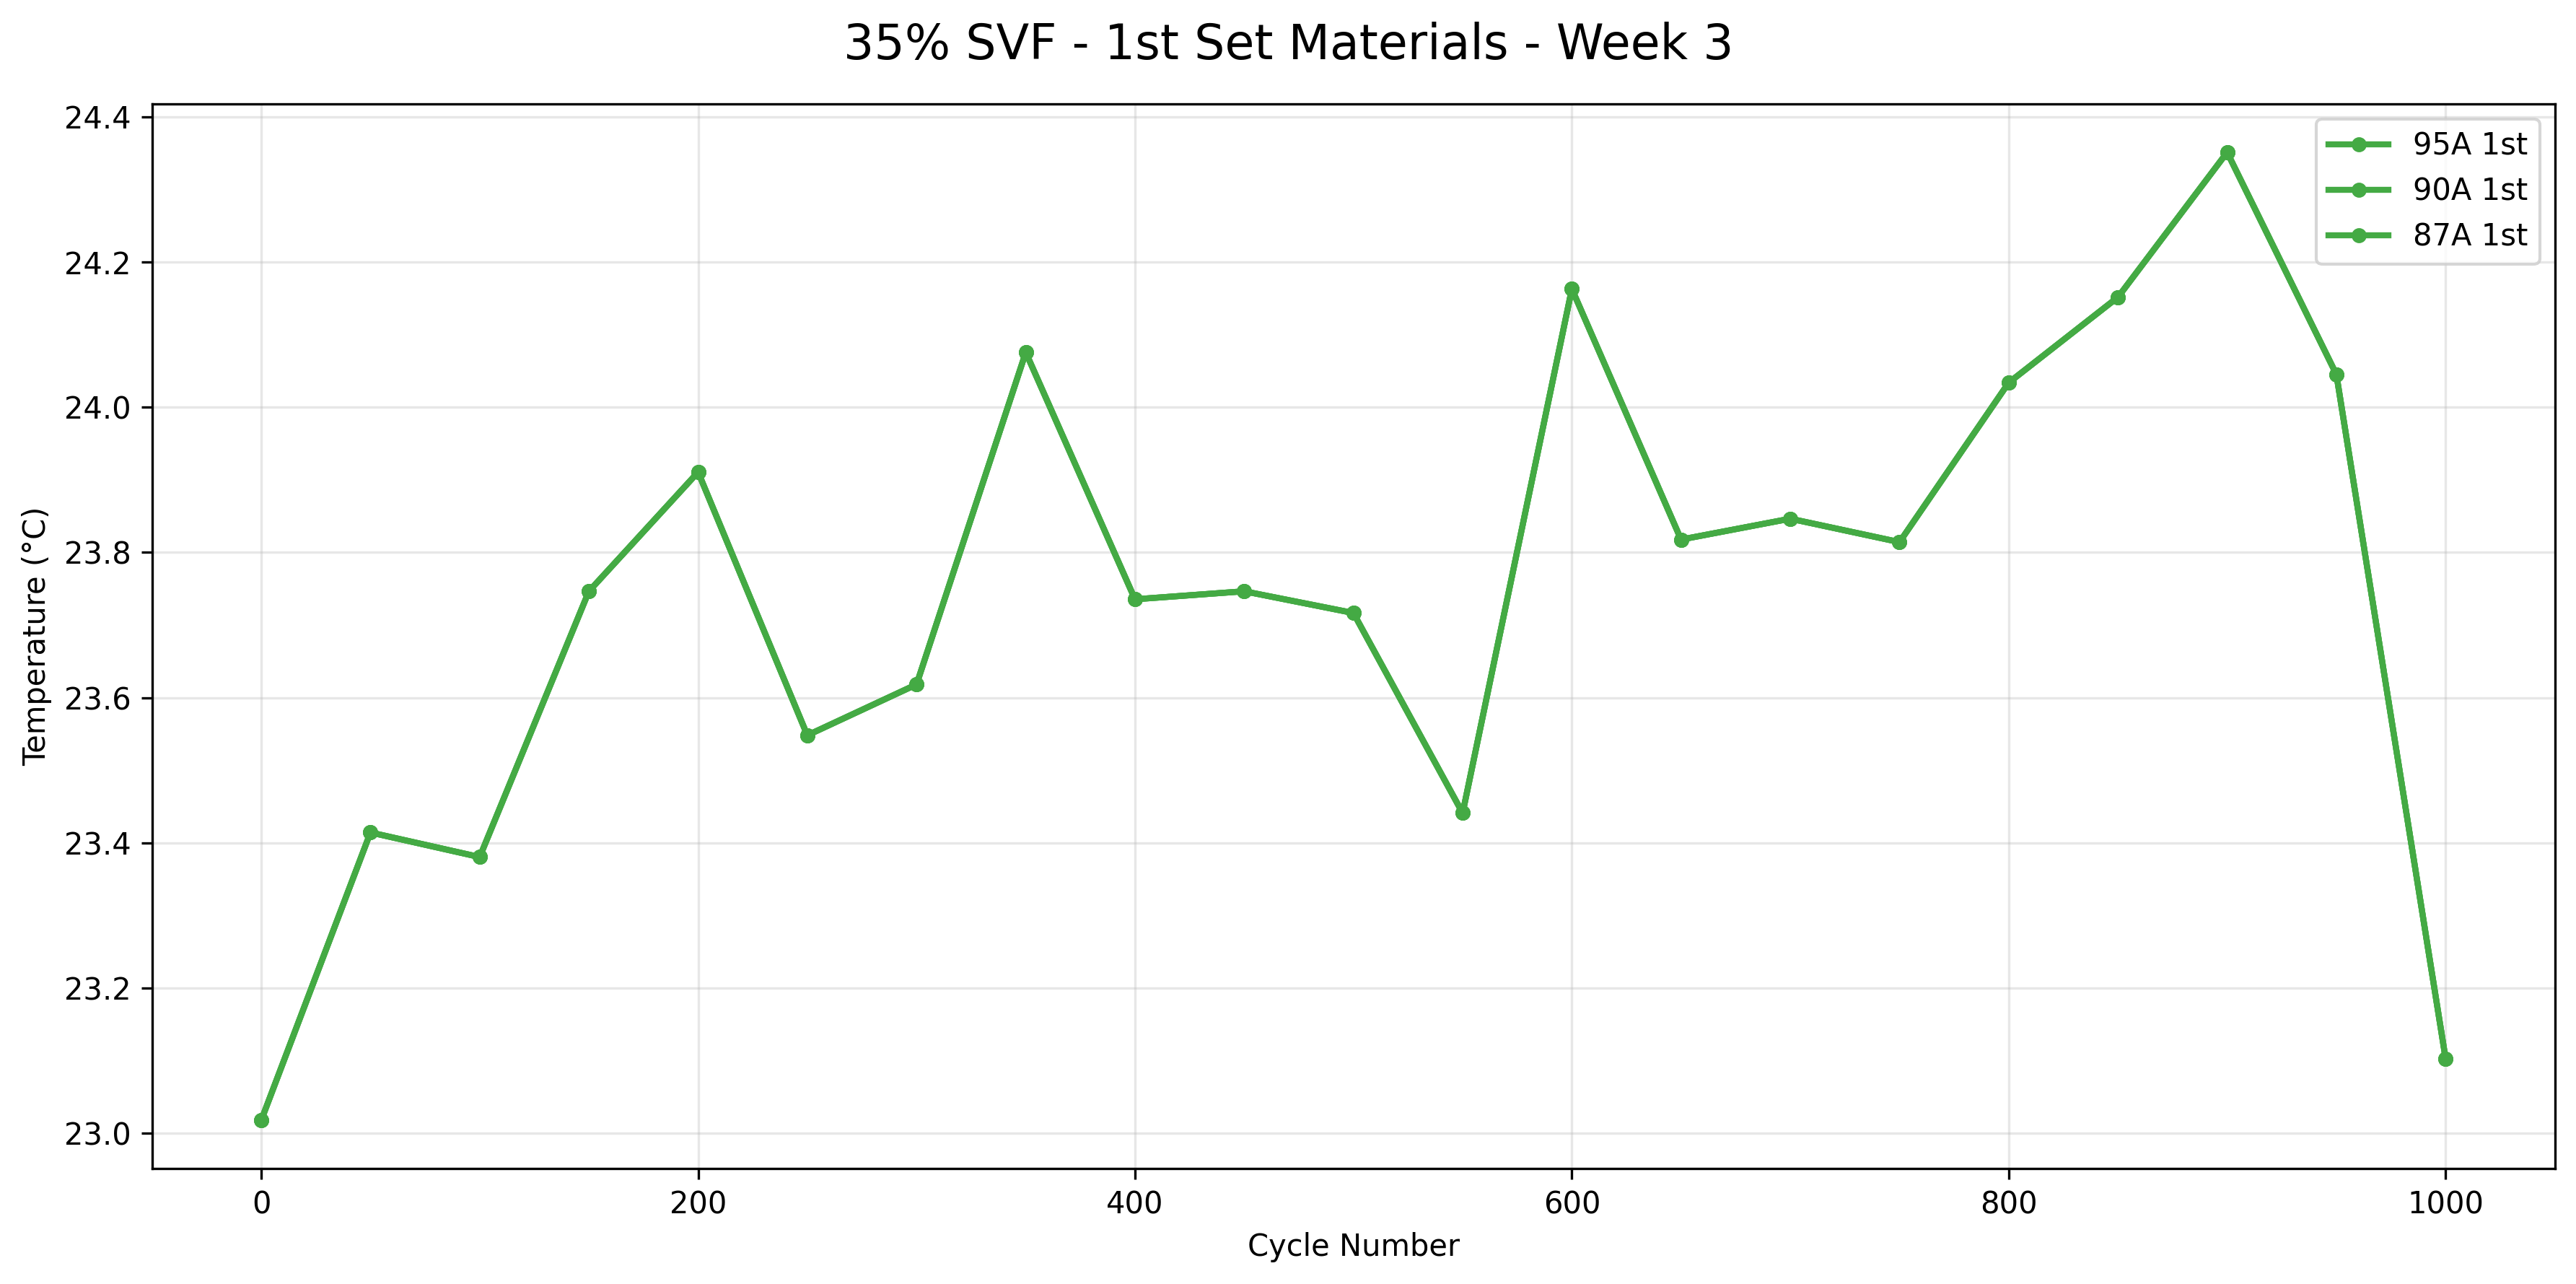 35% SVF - 1st Set Materials - Week 3
24.4
24.2
24.0
23.8
23.6
23.4
23.2
23.0
Temperature (°C)
95A 1st
90A 1st
87A 1st
0
200
400
600
800
1000
Cycle Number